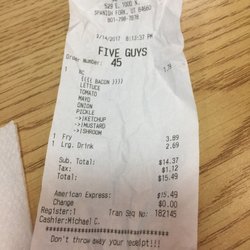 528 E. 1000 N.
SPANISH FORK, UT 84660
801-798-7878
9/14/2017 8:13:37 PM
FIVE GUYS
Order Number: 45
1 BC
{{{{ BACON }}}}
LETTUCE
TOMATO
MAYO
ONION
PICKLE
->KETCHUP
->MUSTARD
->SHROOM
1 Fry 3.89
1 Lrg. Drink 2.69
Sub. Total: $14.37
Tax: $1.12
Total: $15.49
American Express: $15.49
Change $0.00
Register:1 Tran Slq No: 182145
Cashier:Michael C.
Don't throw away your receipt!!!